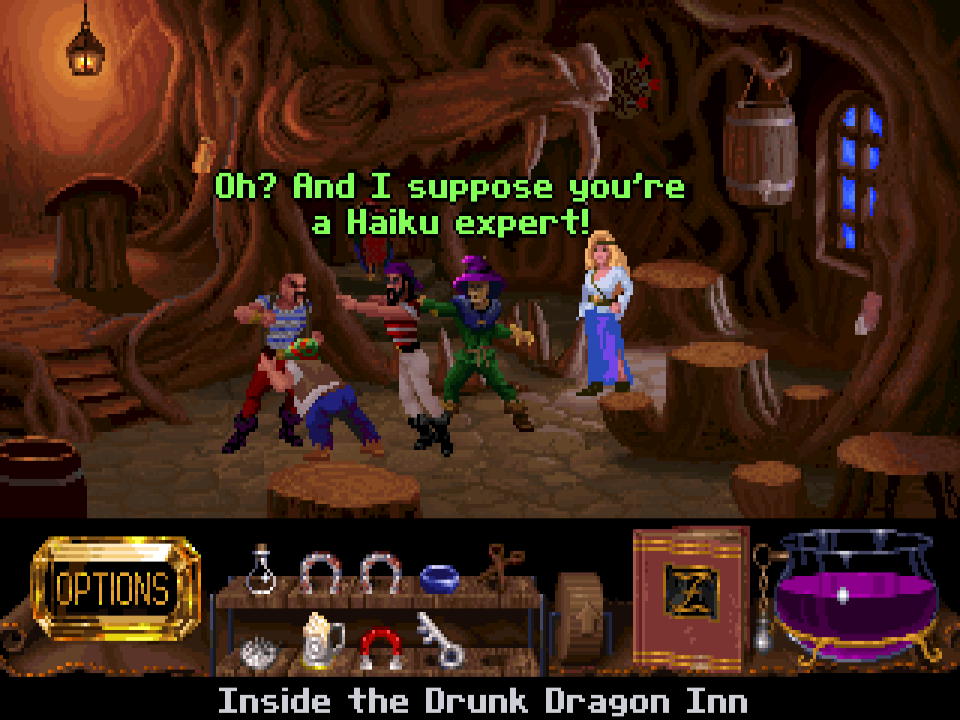 Oh? And I suppose you're
a Haiku expert!
OPTIONS
Z
Inside the Drunk Dragon Inn